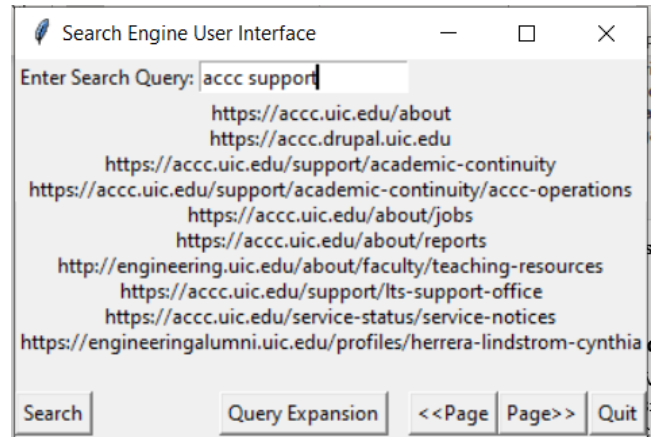 Search Engine User Interface
Enter Search Query: accc support
https://accc.uic.edu/about
https://accc.drupal.uic.edu
https://accc.uic.edu/support/academic-continuity
https://accc.uic.edu/support/academic-continuity/accc-operations
https://accc.uic.edu/about/jobs
https://accc.uic.edu/about/reports
http://engineering.uic.edu/about/faculty/teaching-resources
https://accc.uic.edu/support/lts-support-office
https://accc.uic.edu/service-status/service-notices
https://engineeringalumni.uic.edu/profiles/herrera-lindstrom-cynthia
Search Query Expansion <<Page Page>> Quit